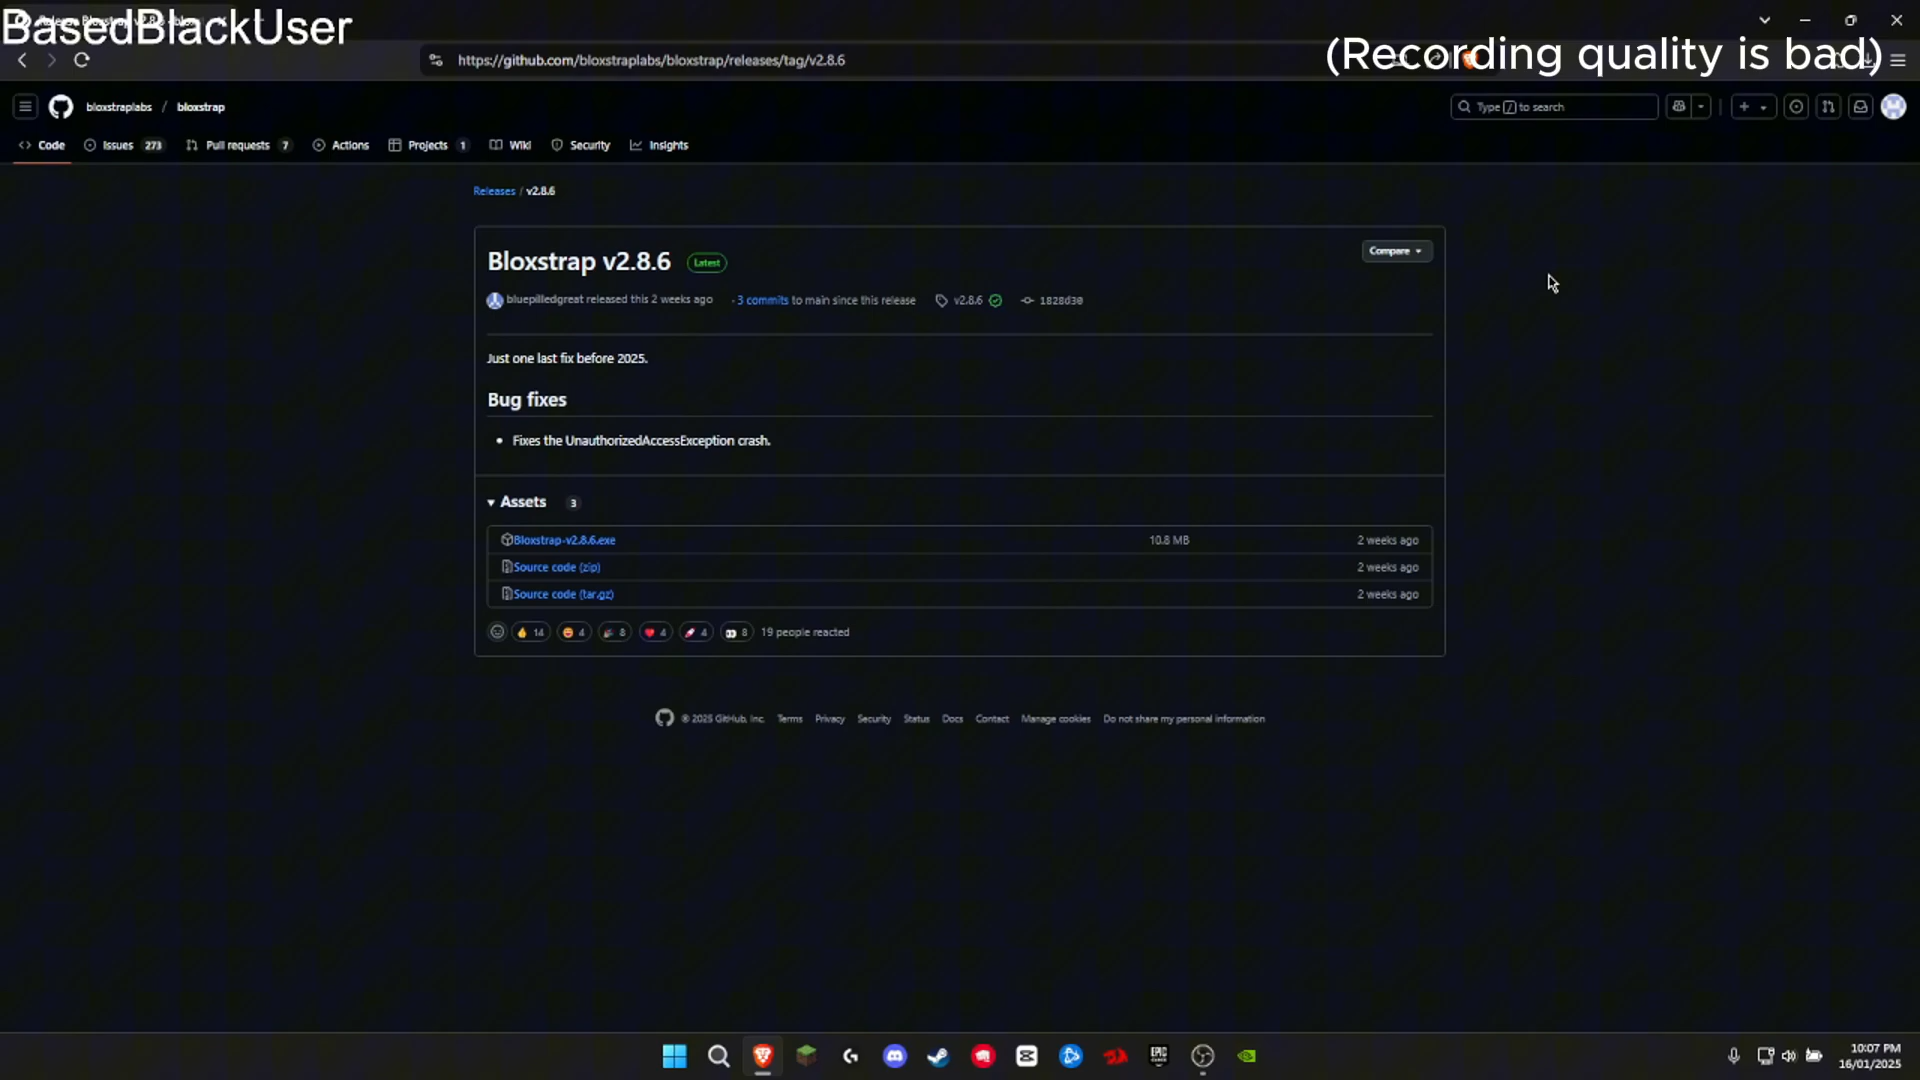 BasedBlackUser
(Recording quality is bad)
https://github.com/bloxstraplabs/bloxstrap/releases/tag/v2.8.6
bloxstraplabs / bloxstrap
Type / to search
Code
Issues 273
Pull requests 7
Actions
Projects 1
Wiki
Security
Insights
Releases / v2.8.6
Bloxstrap v2.8.6 Latest
Compare
bluepilledgreat released this 2 weeks ago · 3 commits to main since this release v2.8.6 1828d30
Just one last fix before 2025.
Bug fixes
• Fixes the UnauthorizedAccessException crash.
Assets 3
Bloxstrap-v2.8.6.exe 10.8 MB 2 weeks ago
Source code (zip) 2 weeks ago
Source code (tar.gz) 2 weeks ago
14 4 8 4 4 8 19 people reacted
© 2025 GitHub, Inc. Terms Privacy Security Status Docs Contact Manage cookies Do not share my personal information
EPIC
10:07 PM
16/01/2025